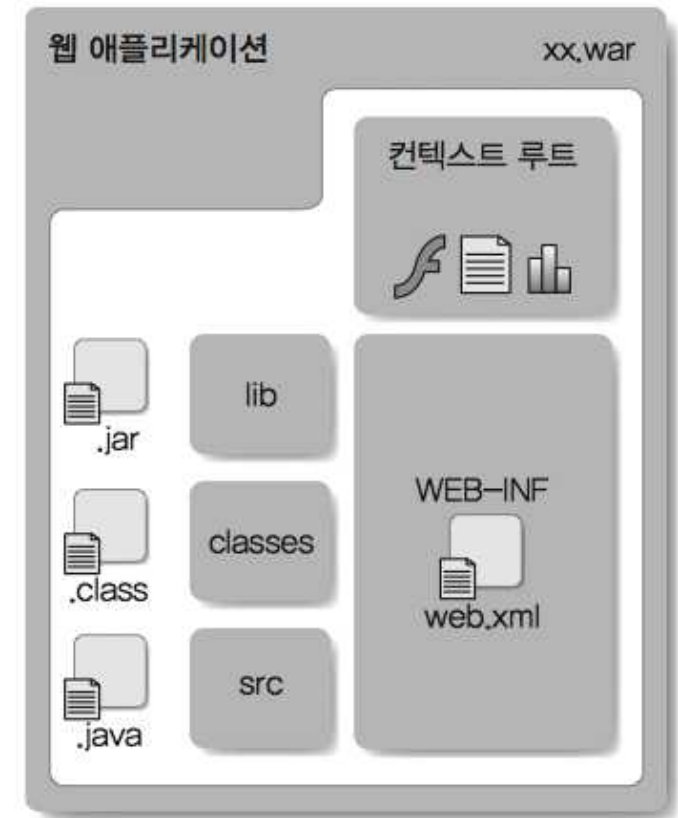 웹 애플리케이션 xx.war
컨텍스트 루트
lib
.jar
WEB-INF
classes
.class
web.xml
src
.java